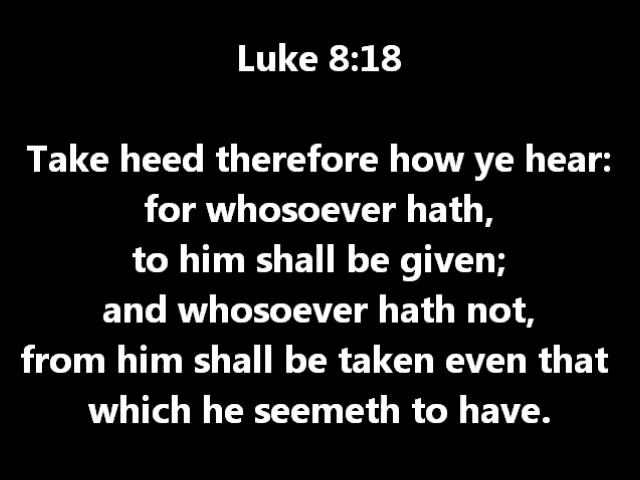 Luke 8:18
Take heed therefore how ye hear:
for whosoever hath,
to him shall be given;
and whosoever hath not,
from him shall be taken even that
which he seemeth to have.